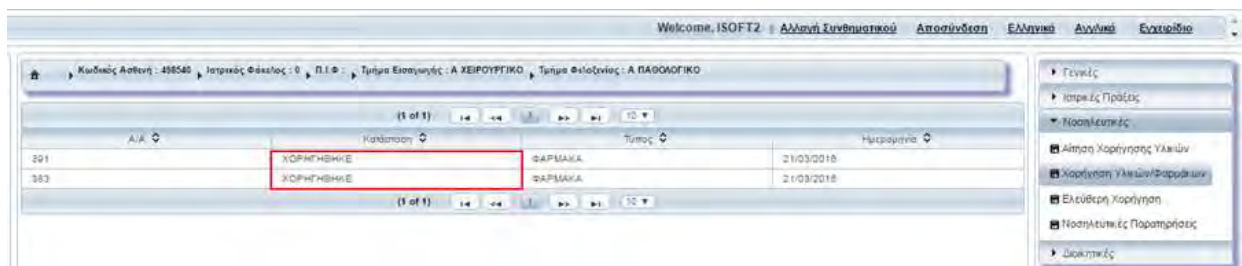 Welcome, ISOFT2 | Αλλαγή Συνθηματικού Αποσύνδεση Ελληνικά Αγγλικά Εγχειρίδιο
Κωδικός Ασθενή : 498540 Ιατρικός Φάκελος : 0 Π.Ι.Φ : Τμήμα Εισαγωγής : Α ΧΕΙΡΟΥΡΓΙΚΟ Τμήμα Φιλοξενίας : Α ΠΑΘΟΛΟΓΙΚΟ
(1 of 1) 1 10
Α/Α Κατάσταση Τύπος Ημερομηνία
391 ΧΟΡΗΓΗΘΗΚΕ ΦΑΡΜΑΚΑ 21/03/2016
383 ΧΟΡΗΓΗΘΗΚΕ ΦΑΡΜΑΚΑ 21/03/2016
(1 of 1) 1 10
Γενικές
Ιατρικές Πράξεις
Νοσηλευτικές
Αίτηση Χορήγησης Υλικών
Χορήγηση Υλικών/Φαρμάκων
Ελεύθερη Χορήγηση
Νοσηλευτικές Παρατηρήσεις
Διοικητικές